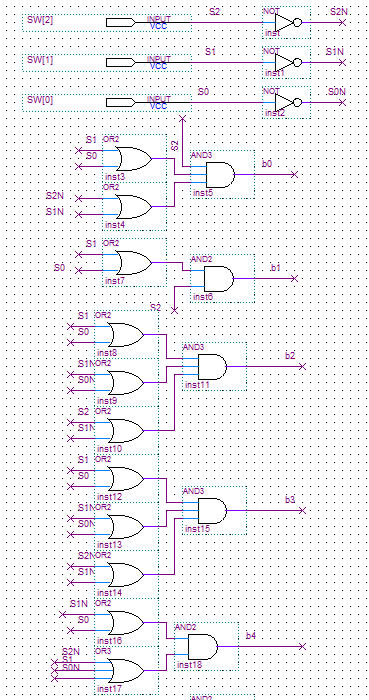 SW[2] INPUT VCC S2 NOT S2N
inst
SW[1] INPUT VCC S1 NOT S1N
inst1
SW[0] INPUT VCC S0 NOT S0N
inst2
S1 OR2 S2
S0 AND3
inst3 b0
S2N OR2
S1N inst5
inst4
S1 OR2
AND2
S0 b1
inst7
inst6
S2
S1 OR2
S0
AND3
inst8 b2
S1N OR2
S0N
inst9 inst11
S2 OR2
S1N
inst10
S1 OR2
S0
AND3
inst12 b3
S1N OR2
S0N
inst13 inst15
S2N OR2
S1N
inst14
S1N OR2
S0
AND2
inst16 b4
S2N OR3
S1
S0N inst18
inst17
AND2